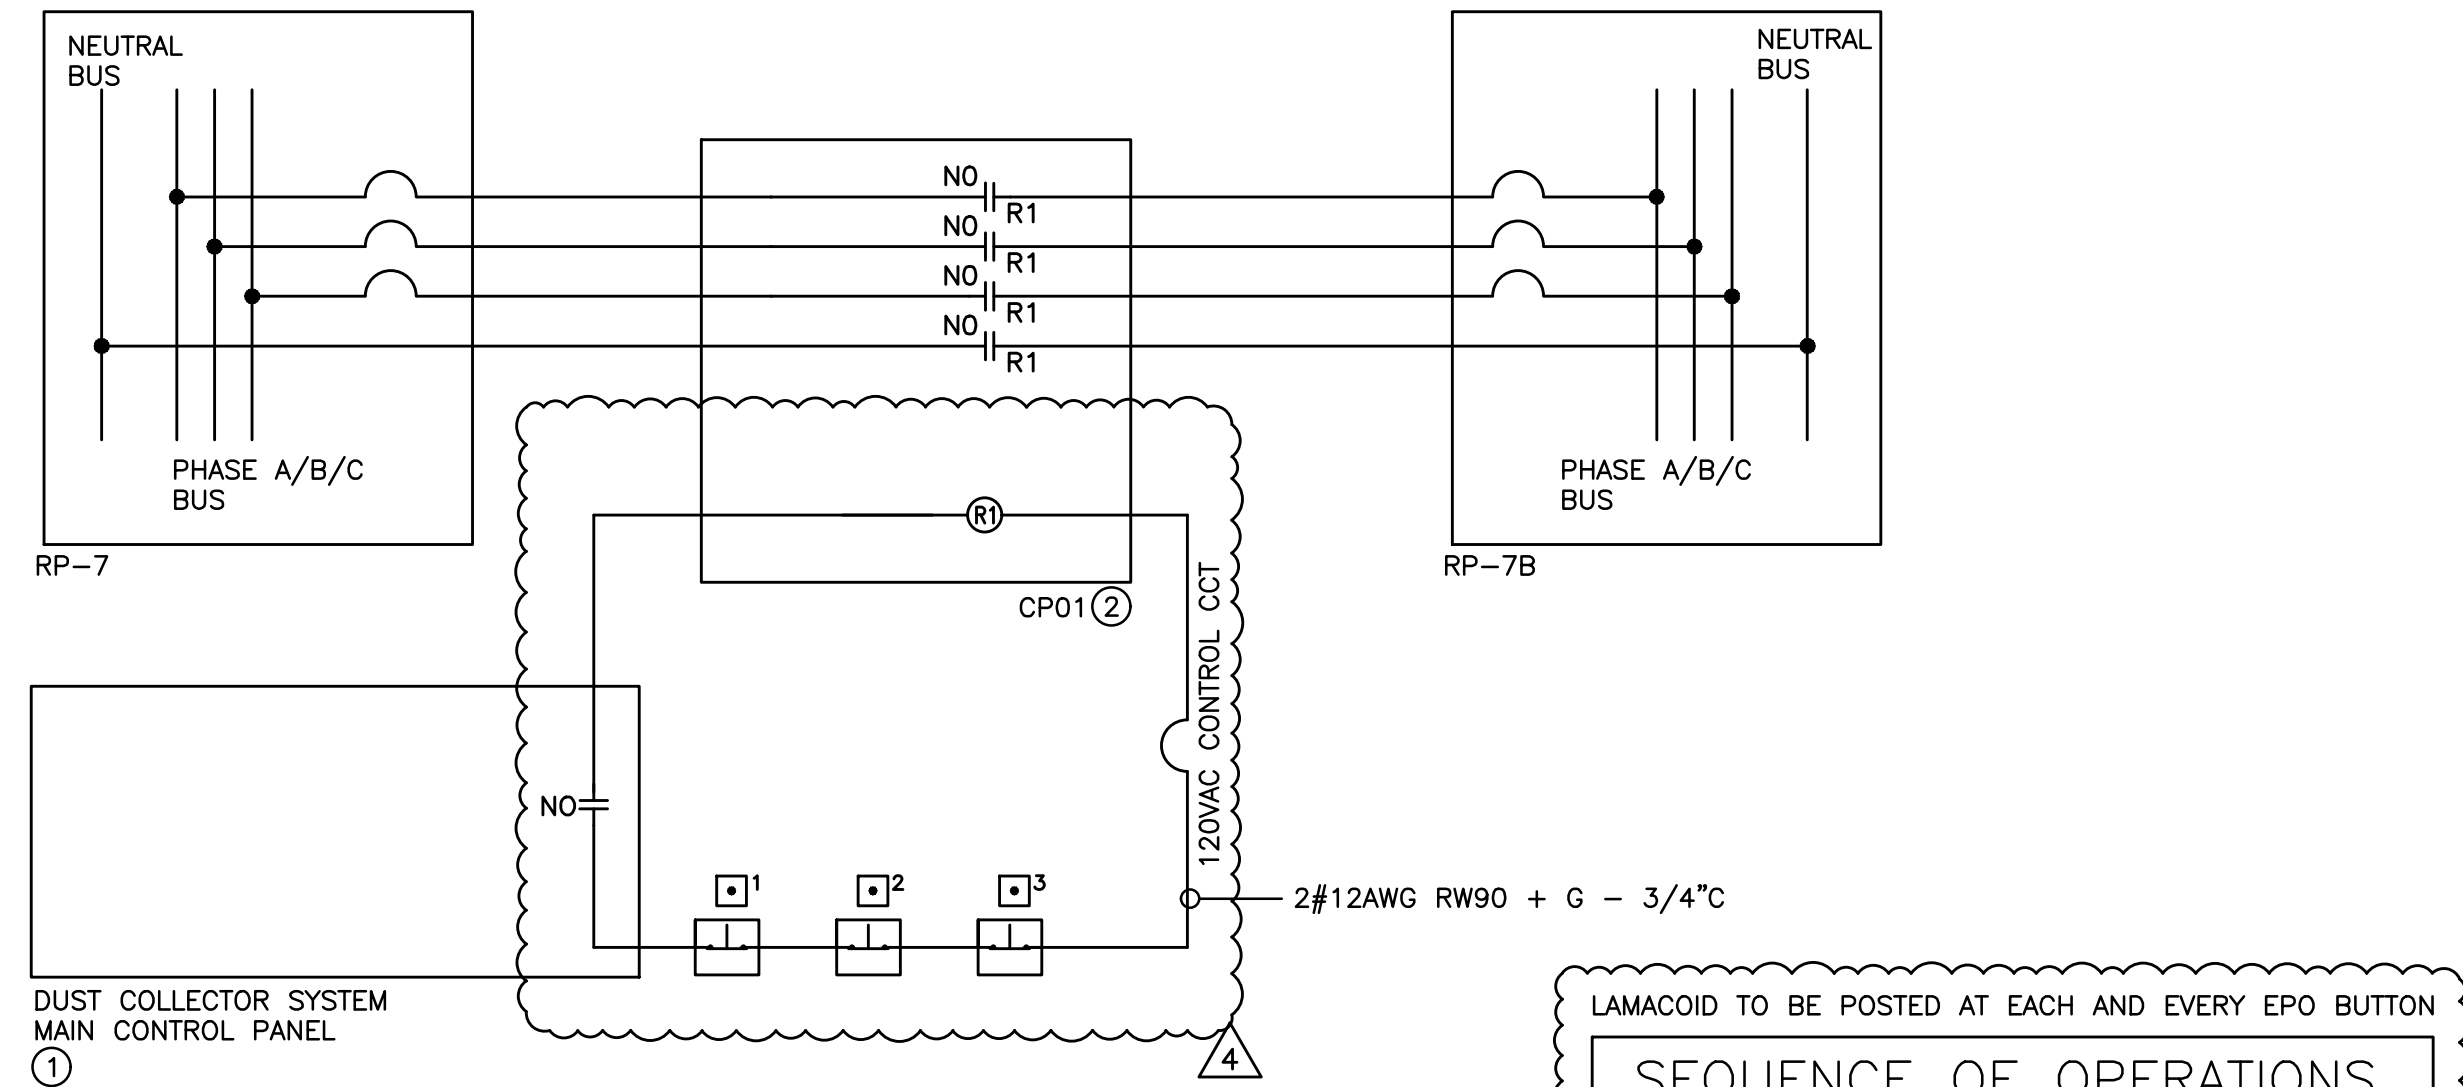 NEUTRAL
BUS
NEUTRAL
BUS
NO
R1
NO
R1
NO
R1
NO
R1
PHASE A/B/C
BUS
PHASE A/B/C
BUS
R1
RP-7
RP-7B
CP01 2
120VAC CONTROL CCT
NO
1 2 3
2#12AWG RW90 + G - 3/4"C
DUST COLLECTOR SYSTEM
MAIN CONTROL PANEL
1
4
LAMACOID TO BE POSTED AT EACH AND EVERY EPO BUTTON
SEQUENCE OF OPERATIONS